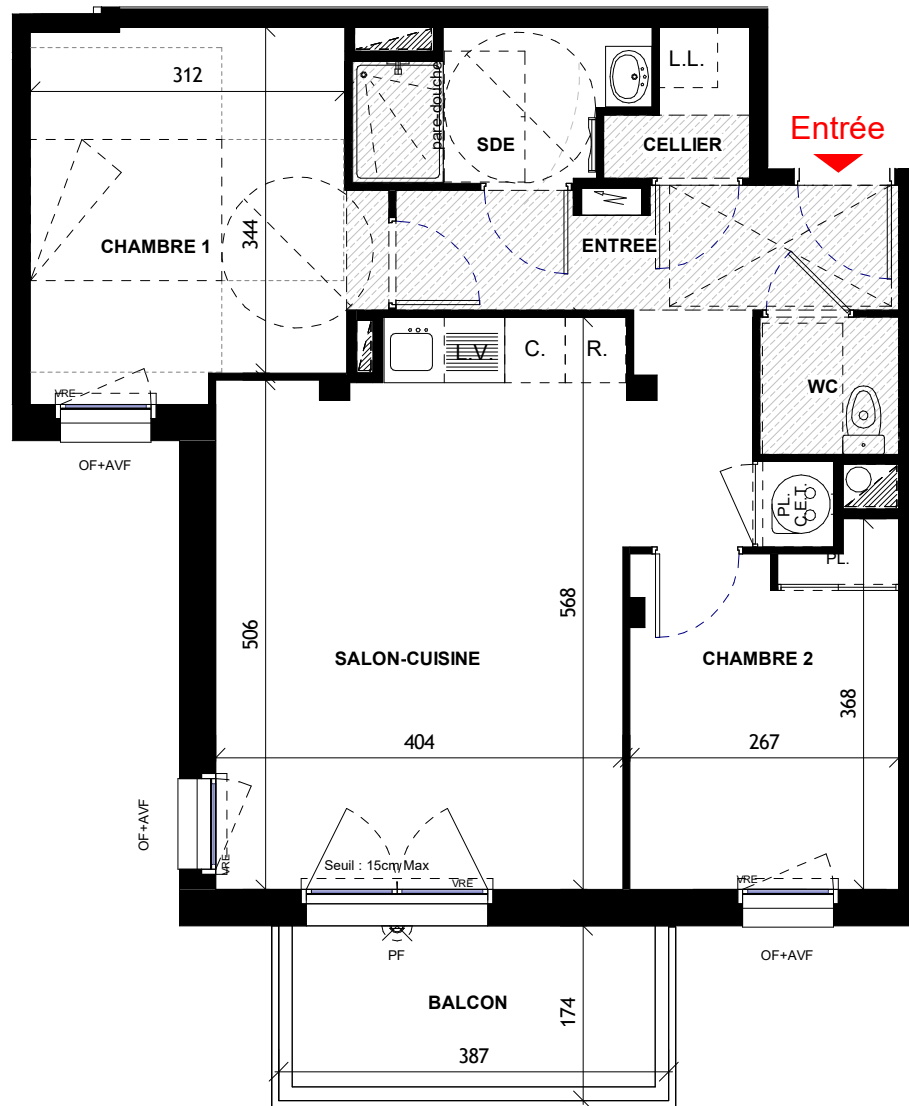 L.L.
312
pare-douche
Entrée
SDE
CELLIER
CHAMBRE 1
344
ENTREE
L.V.
C.
R.
WC
VRE
OF+AVF
PL.
C.E.T.
PL.
506
568
SALON-CUISINE
CHAMBRE 2
368
404
267
OF+AVF
VRE
Seuil : 15cm Max
VRE
VRE
PF
OF+AVF
BALCON
174
387